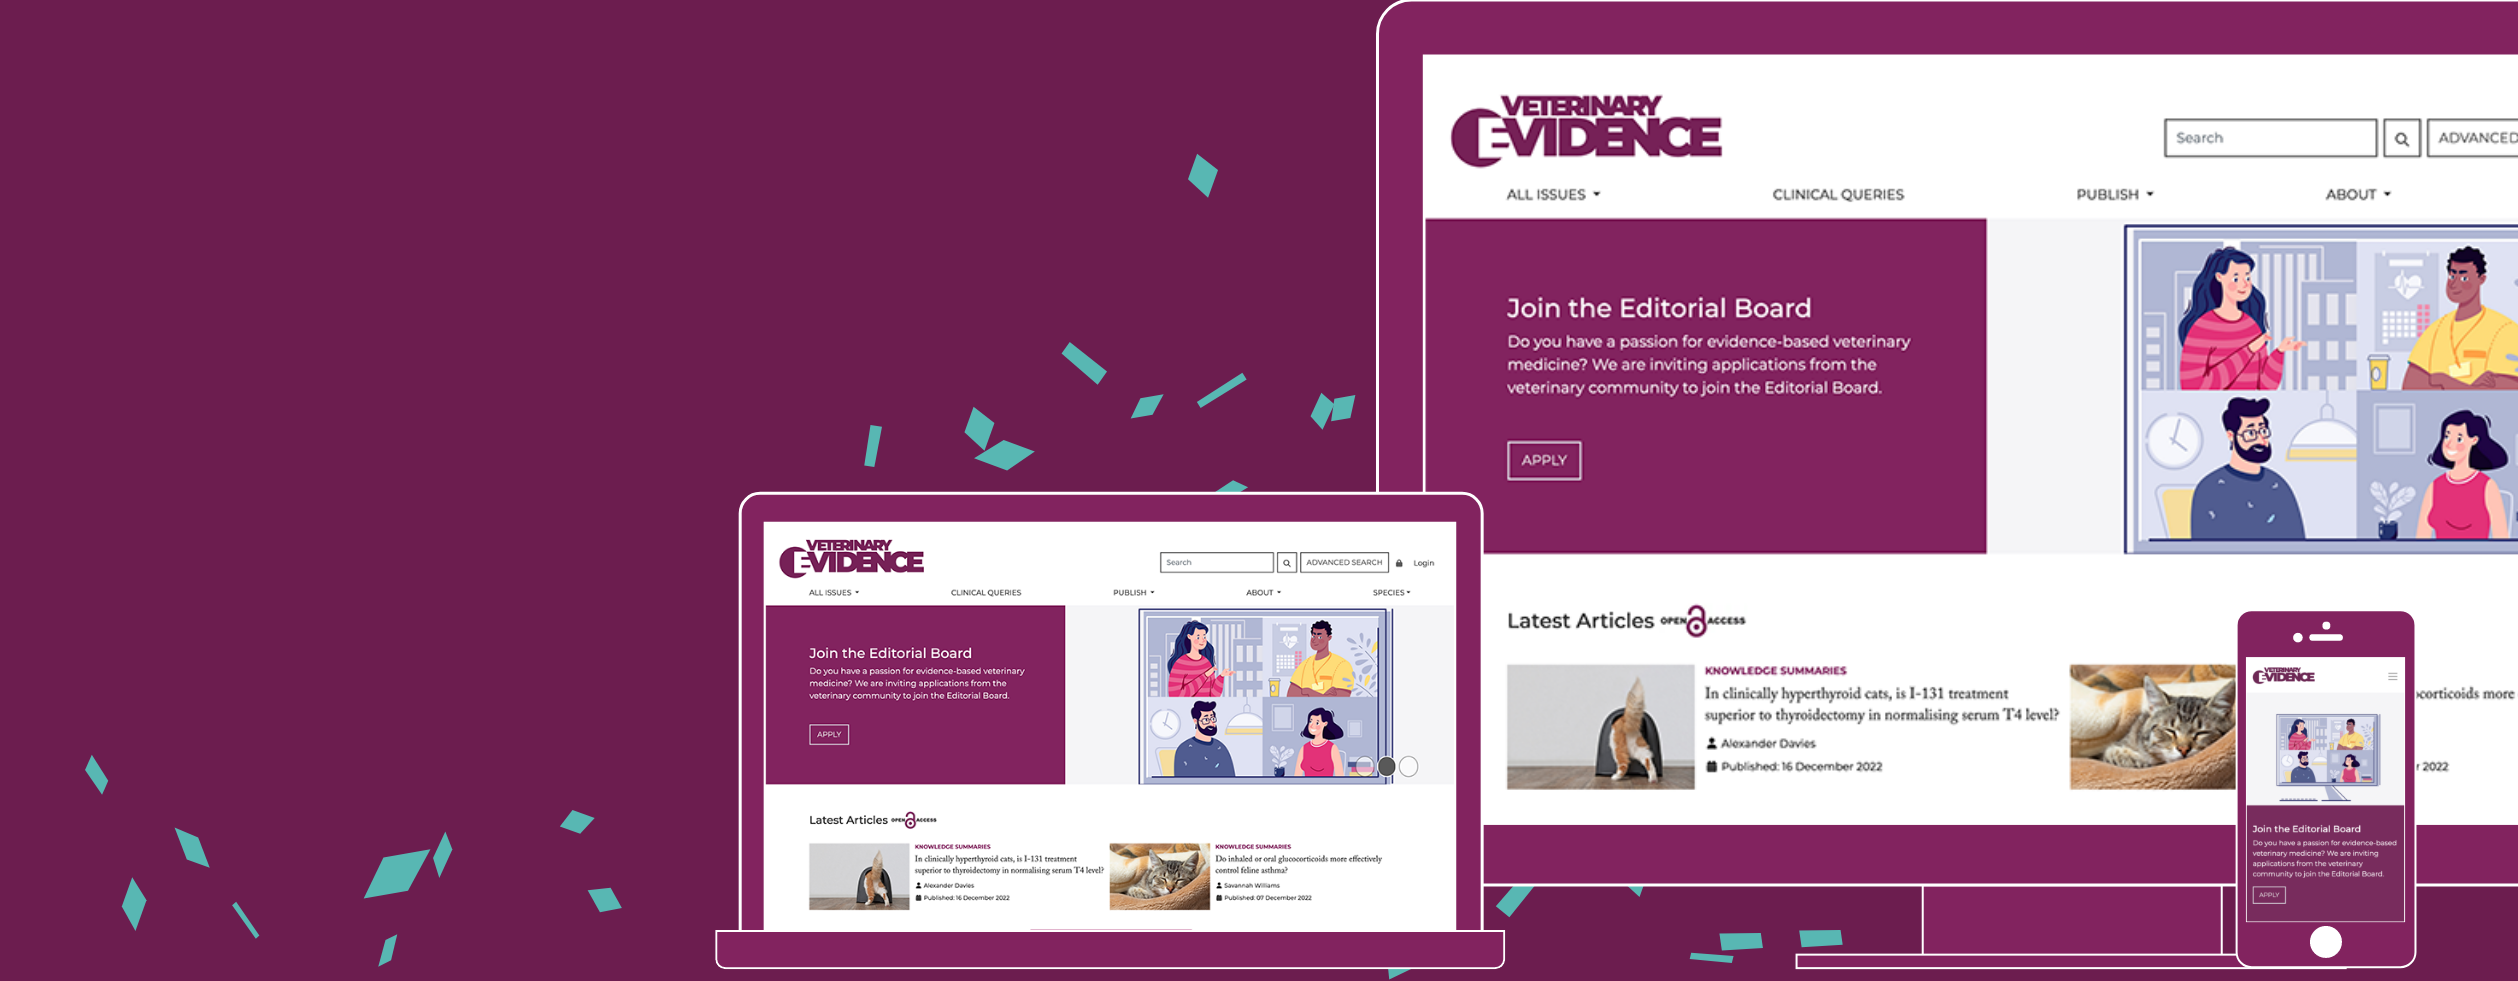 VETERINARY
EVIDENCE
Search
ADVANCED
ALL ISSUES
CLINICAL QUERIES
PUBLISH
ABOUT
Join the Editorial Board
Do you have a passion for evidence-based veterinary
medicine? We are inviting applications from the
veterinary community to join the Editorial Board.
APPLY
Latest Articles OPEN ACCESS
KNOWLEDGE SUMMARIES
In clinically hyperthyroid cats, is I-131 treatment
superior to thyroidectomy in normalising serum T4 level?
Alexander Davies
Published: 16 December 2022
corticoids more
r 2022
VETERINARY
EVIDENCE
Search
ADVANCED SEARCH
Login
ALL ISSUES
CLINICAL QUERIES
PUBLISH
ABOUT
SPECIES
Join the Editorial Board
Do you have a passion for evidence-based veterinary
medicine? We are inviting applications from the
veterinary community to join the Editorial Board.
APPLY
Latest Articles OPEN ACCESS
KNOWLEDGE SUMMARIES
In clinically hyperthyroid cats, is I-131 treatment
superior to thyroidectomy in normalising serum T4 level?
Alexander Davies
Published: 16 December 2022
KNOWLEDGE SUMMARIES
Do inhaled or oral glucocorticoids more effectively
control feline asthma?
Savannah Williams
Published: 07 December 2022
VETERINARY
EVIDENCE
Join the Editorial Board
Do you have a passion for evidence-based
veterinary medicine? We are inviting
applications from the veterinary
community to join the Editorial Board.
APPLY